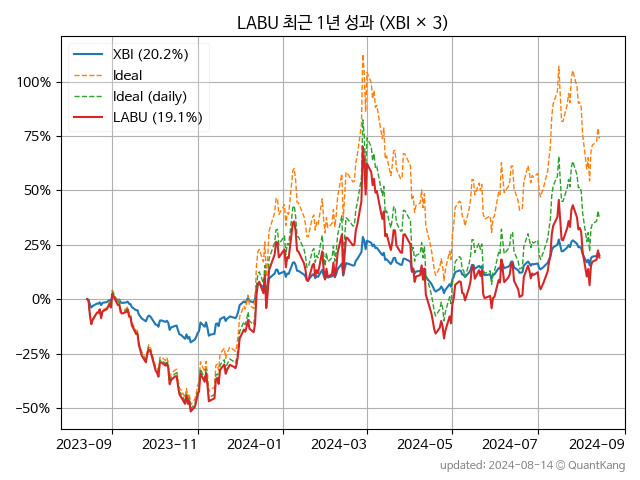 LABU 최근 1년 성과 (XBI × 3)
XBI (20.2%)
Ideal
Ideal (daily)
LABU (19.1%)
100%
75%
50%
25%
0%
−25%
−50%
2023-09 2023-11 2024-01 2024-03 2024-05 2024-07 2024-09
updated: 2024-08-14 © QuantKang